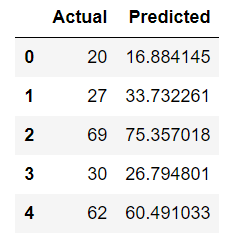 Actual Predicted
0 20 16.884145
1 27 33.732261
2 69 75.357018
3 30 26.794801
4 62 60.491033